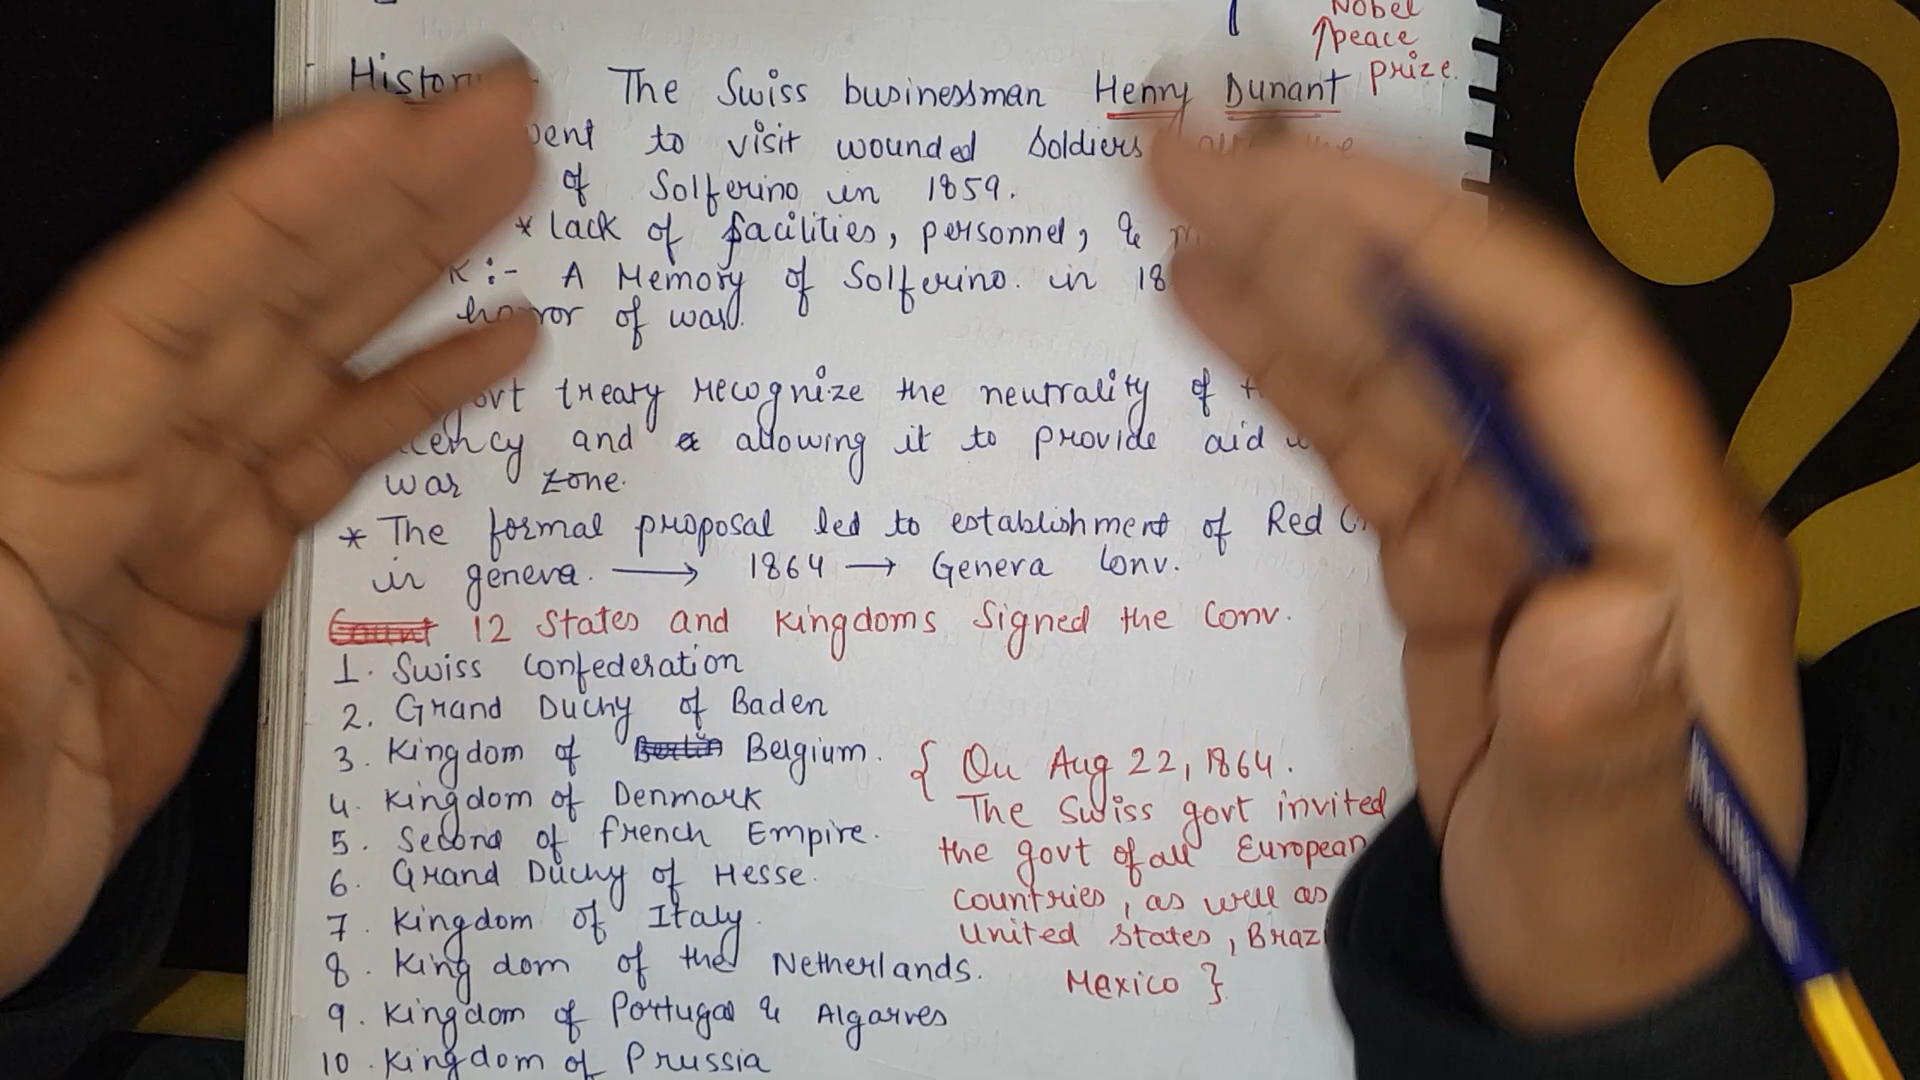 Nobel
peace
prize.
The Swiss businessman Henry Dunant
to visit wounded soldiers
of Solferino in 1859.
* lack of facilities, personnel, &
:- A Memory of Solferino. in 18
horror of war.
govt treaty recognize the neutrality of
and allowing it to provide aid
war zone.
* The formal proposal led to establishment of Red
in geneva. → 1864 → Geneva Conv.
12 States and kingdoms Signed the Conv.
1. Swiss Confederation
2. Grand Duchy of Baden
3. Kingdom of Belgium.
4. kingdom of Denmark
5. Second of french Empire.
6. Grand Duchy of Hesse.
7. kingdom of Italy.
8. King dom of the Netherlands.
9. kingdom of Portugal & Algarves
10. Kingdom of Prussia
{ On Aug 22, 1864.
The Swiss govt invited
the govt of all European
countries, as well as
United States,
Mexico }